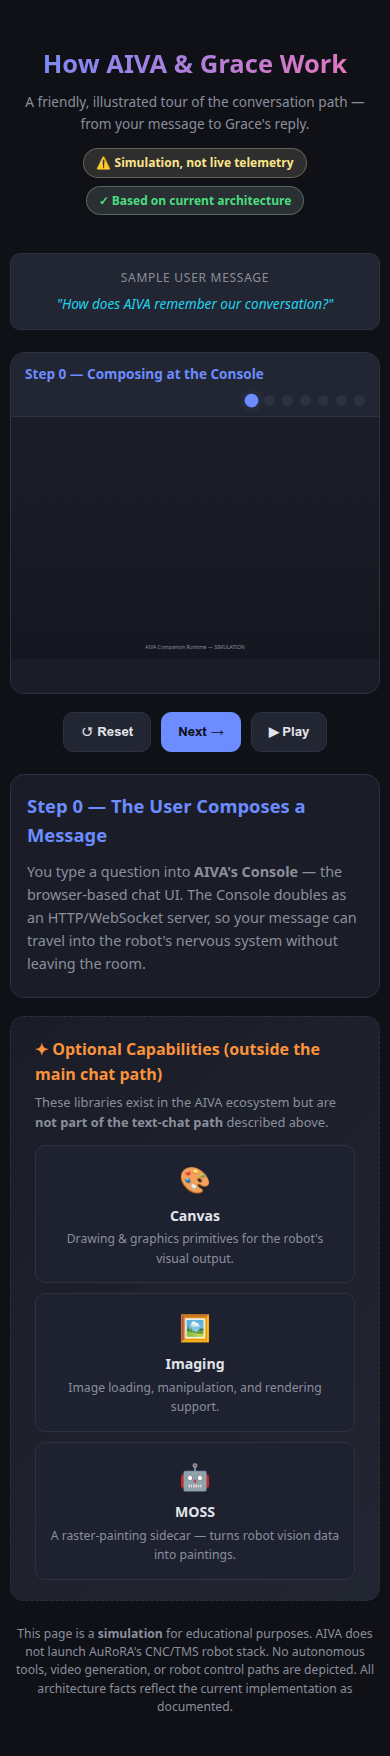 How AIVA & Grace Work
A friendly, illustrated tour of the conversation path —
from your message to Grace's reply.
⚠️ Simulation, not live telemetry
✓ Based on current architecture
SAMPLE USER MESSAGE
"How does AIVA remember our conversation?"
Step 0 — Composing at the Console
AIVA Companion Runtime — SIMULATION
↺ Reset
Next →
▶ Play
Step 0 — The User Composes a
Message
You type a question into AIVA's Console — the
browser-based chat UI. The Console doubles as
an HTTP/WebSocket server, so your message can
travel into the robot's nervous system without
leaving the room.
✦ Optional Capabilities (outside the
main chat path)
These libraries exist in the AIVA ecosystem but are
not part of the text-chat path described above.
Canvas
Drawing & graphics primitives for the robot's
visual output.
Imaging
Image loading, manipulation, and rendering
support.
MOSS
A raster-painting sidecar — turns robot vision data
into paintings.
This page is a simulation for educational purposes. AIVA does
not launch AuRoRA's CNC/TMS robot stack. No autonomous
tools, video generation, or robot control paths are depicted. All
architecture facts reflect the current implementation as
documented.